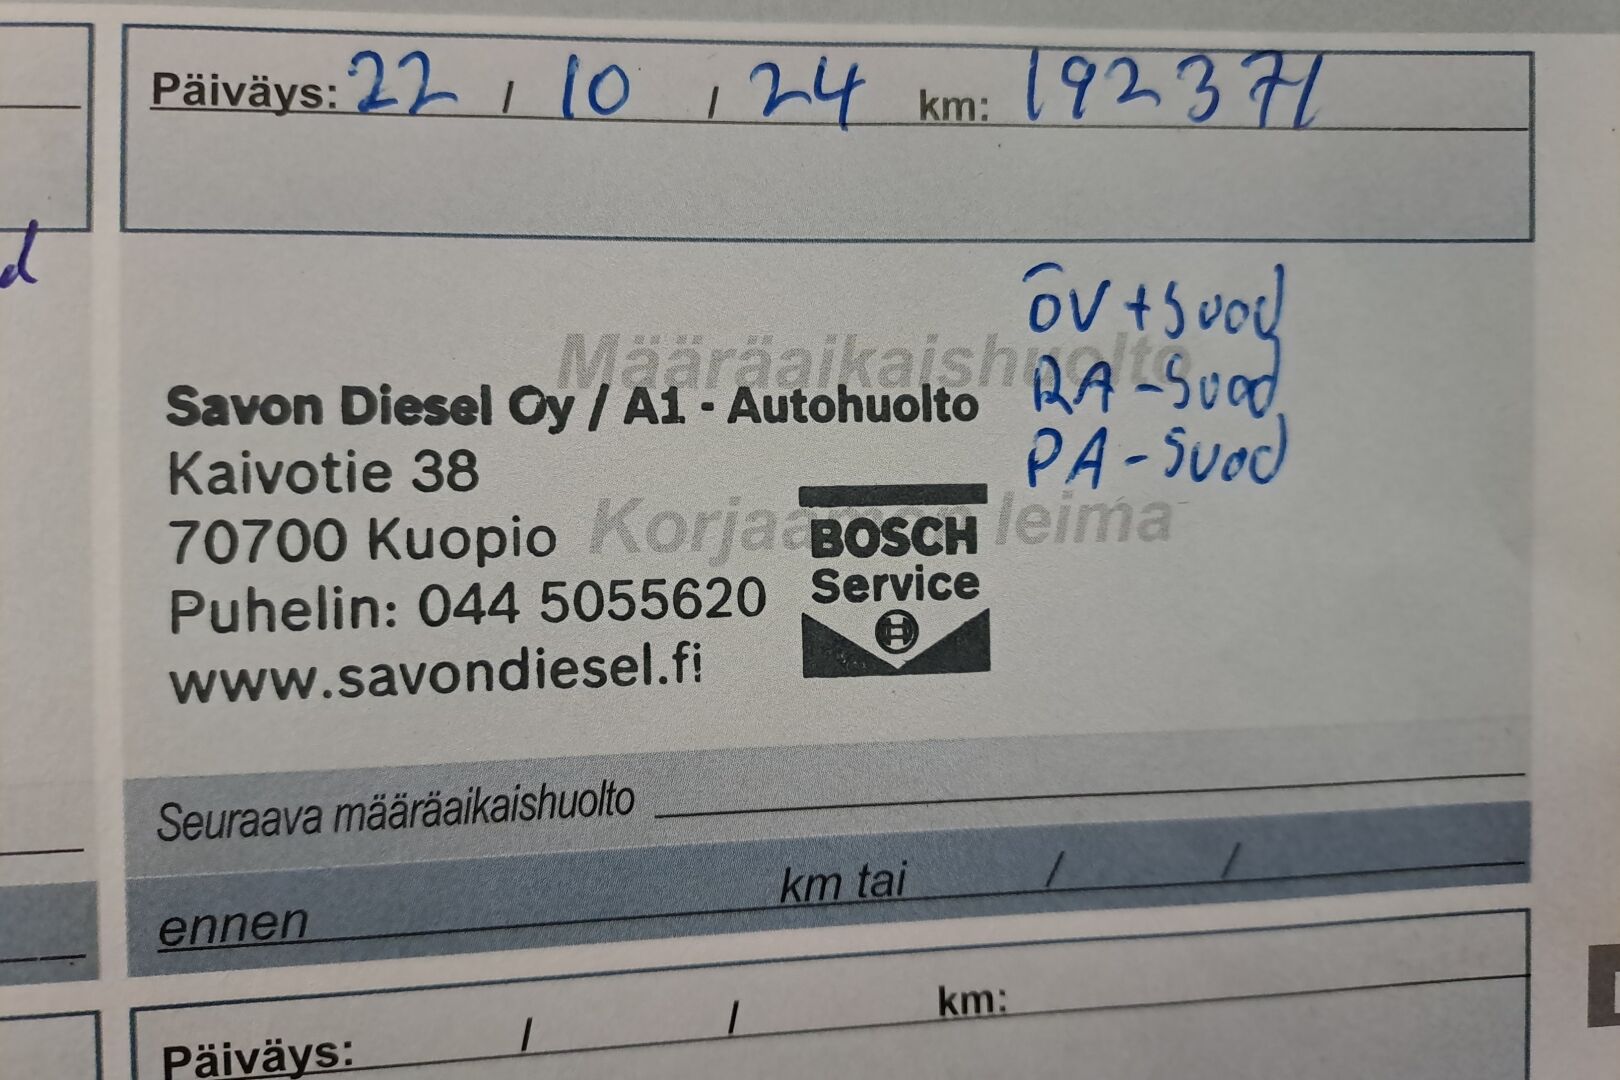 Päiväys: 22 / 10 / 24 km: 192371
d
ÖV + Suod
RA - Suod
PA - Suod
Määräaikaishuolto
Savon Diesel Oy / A1 - Autohuolto
Kaivotie 38
70700 Kuopio
Puhelin: 044 5055620
www.savondiesel.fi
Korjaamon leima
BOSCH
Service
Seuraava määräaikaishuolto
ennen km tai / /
Päiväys: / / km: